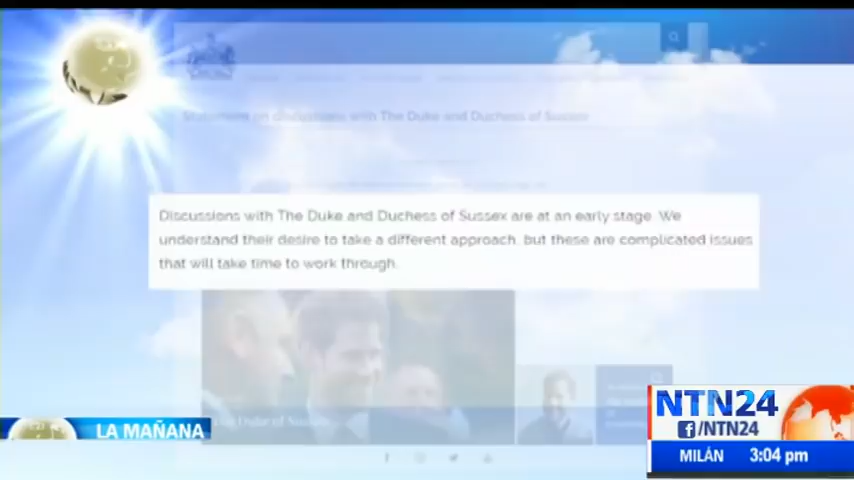 Statement on discussions with The Duke and Duchess of Sussex
Discussions with The Duke and Duchess of Sussex are at an early stage. We
understand their desire to take a different approach, but these are complicated issues
that will take time to work through.
Duke of Sussex
LA MAÑANA
NTN24
f/NTN24
MILÁN 3:04 pm